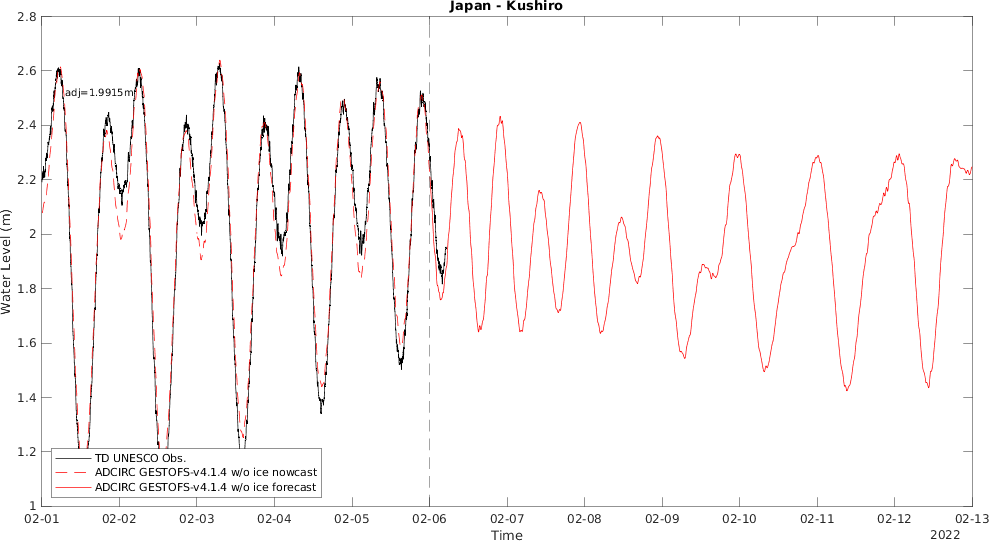 Japan - Kushiro
2.8
2.6
adj=1.9915m
2.4
2.2
2
1.8
1.6
1.4
1.2
1
Water Level (m)
TD UNESCO Obs.
ADCIRC GESTOFS-v4.1.4 w/o ice nowcast
ADCIRC GESTOFS-v4.1.4 w/o ice forecast
02-01 02-02 02-03 02-04 02-05 02-06 02-07 02-08 02-09 02-10 02-11 02-12 02-13
Time
2022